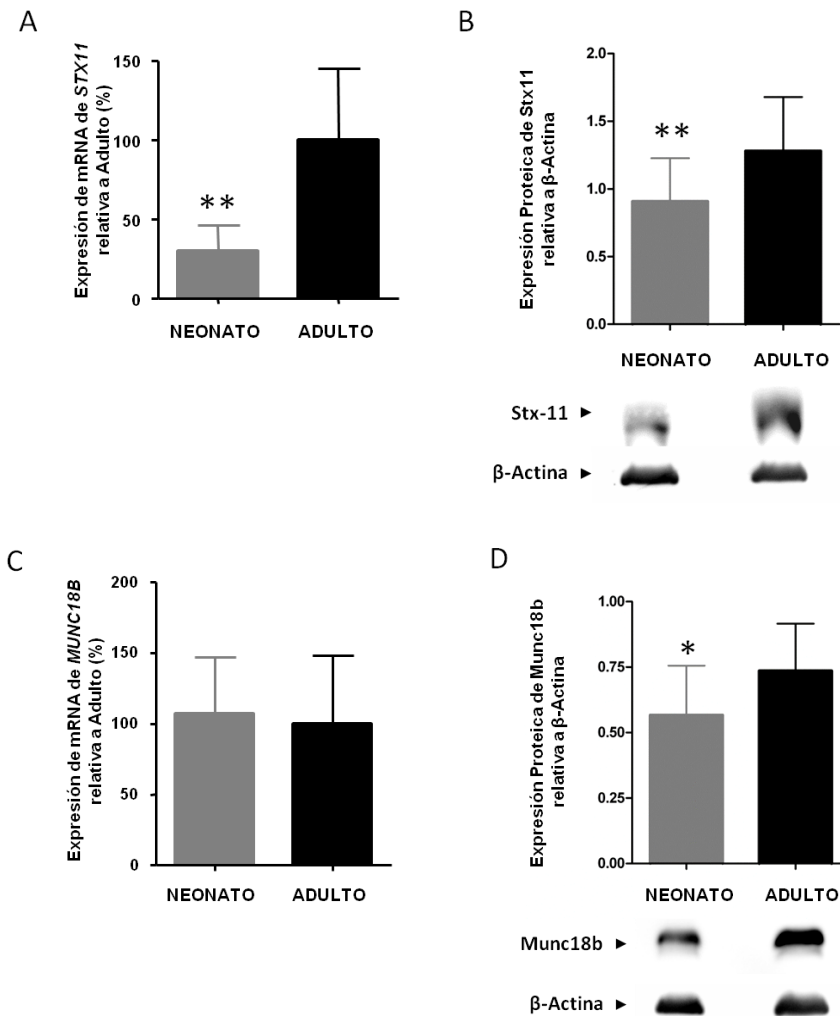 A
Expresión de mRNA de STX11
relativa a Adulto (%)
150
100
50
0
**
NEONATO
ADULTO
B
Expresión Proteica de Stx11
relativa a β-Actina
2.0
1.5
1.0
0.5
0.0
**
NEONATO
ADULTO
Stx-11 ►
β-Actina ►
C
Expresión de mRNA de MUNC18B
relativa a Adulto (%)
200
150
100
50
0
NEONATO
ADULTO
D
Expresión Proteica de Munc18b
relativa a β-Actina
1.00
0.75
0.50
0.25
0.00
*
NEONATO
ADULTO
Munc18b ►
β-Actina ►